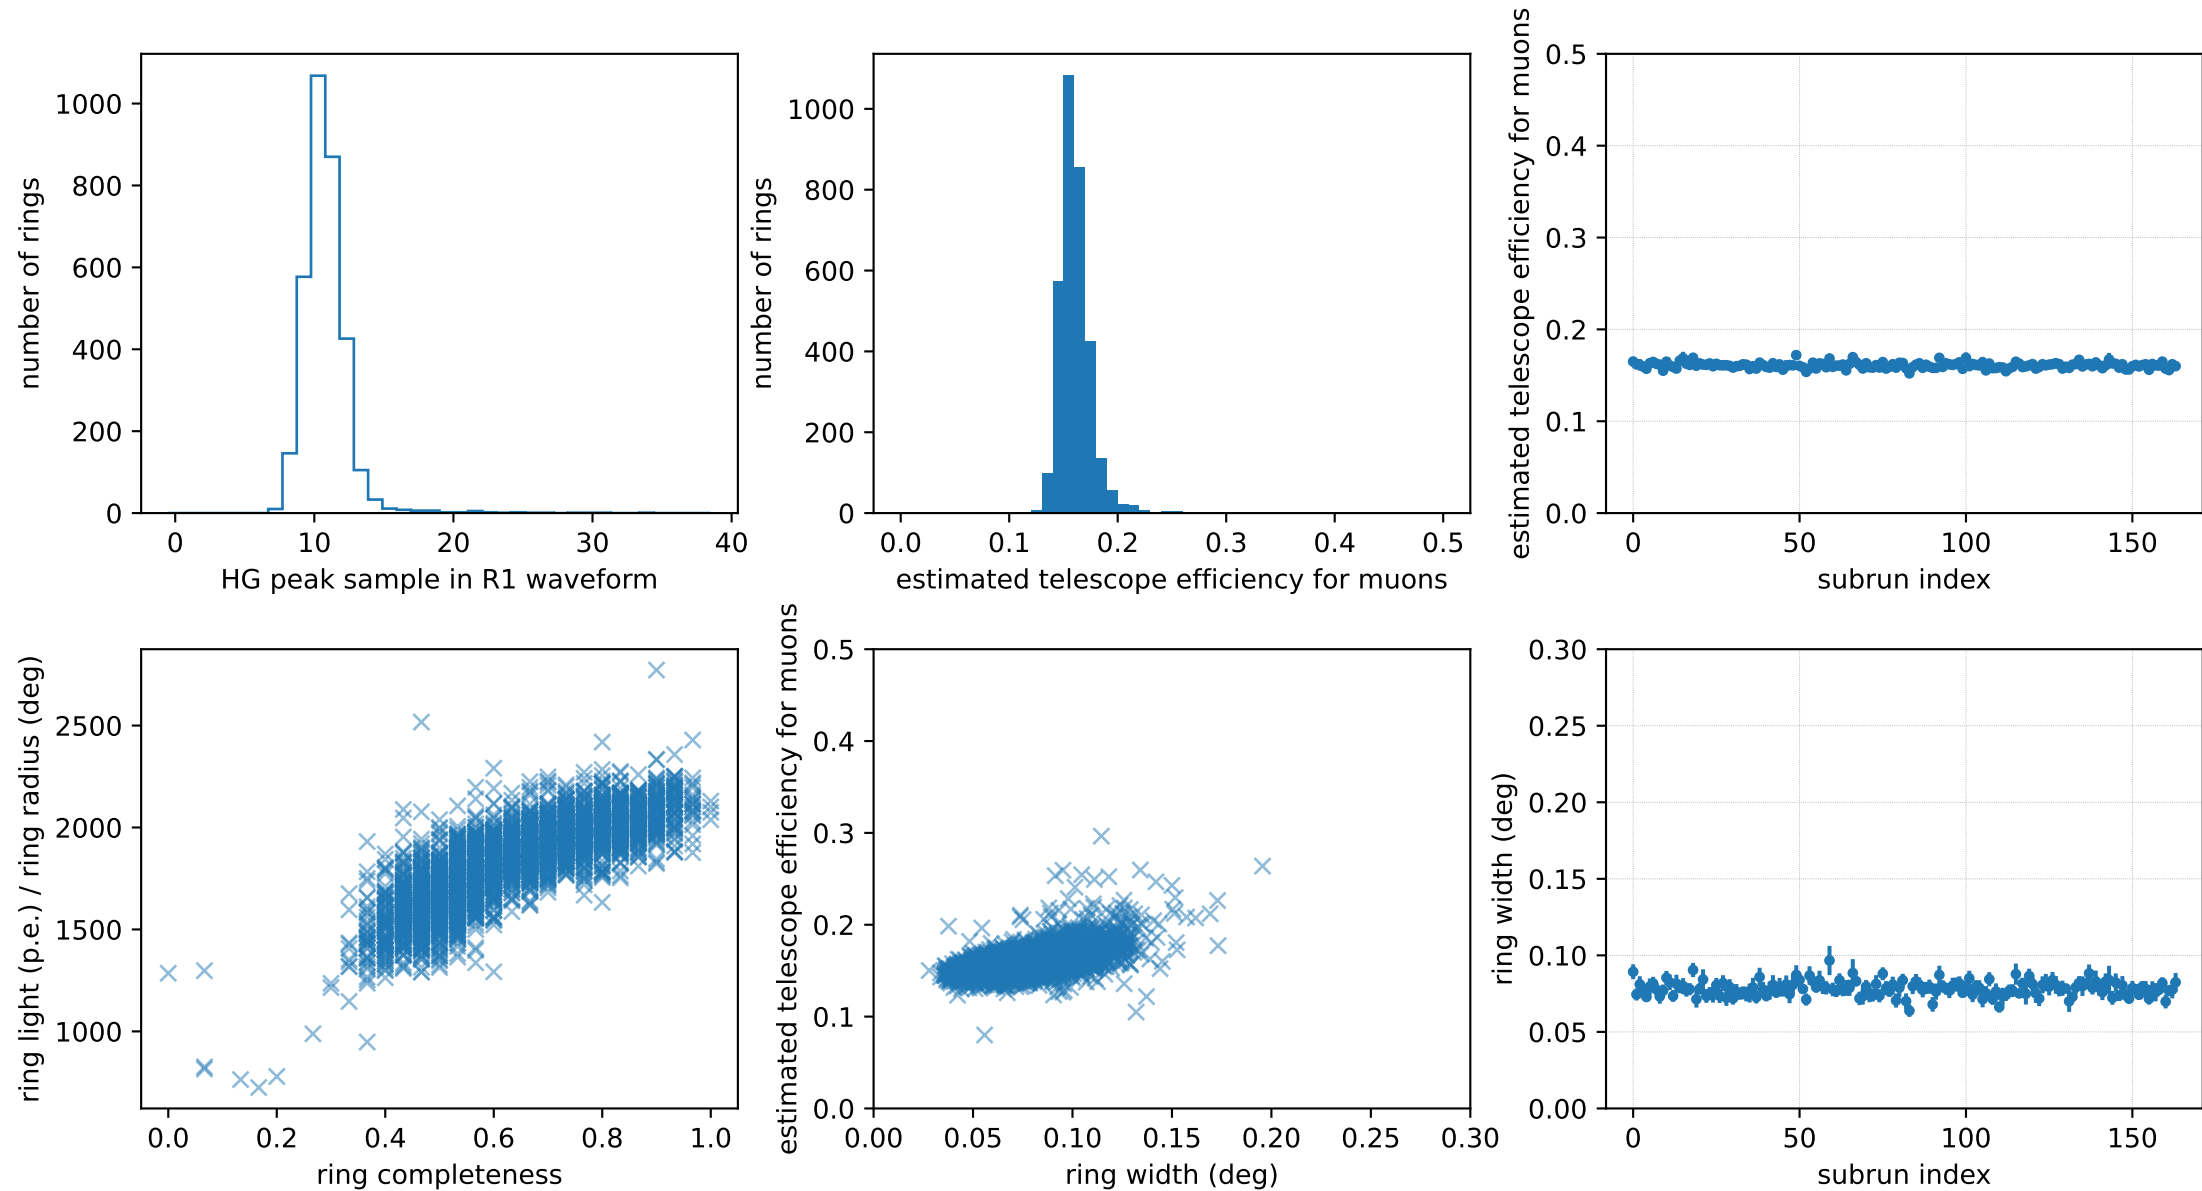 number of rings
1000
800
600
400
200
0
0 10 20 30 40
HG peak sample in R1 waveform
number of rings
1000
800
600
400
200
0
0.0 0.1 0.2 0.3 0.4 0.5
estimated telescope efficiency for muons
estimated telescope efficiency for muons
0.5
0.4
0.3
0.2
0.1
0.0
0 50 100 150
subrun index
ring light (p.e.) / ring radius (deg)
2500
2000
1500
1000
0.0 0.2 0.4 0.6 0.8 1.0
ring completeness
estimated telescope efficiency for muons
0.5
0.4
0.3
0.2
0.1
0.0
0.00 0.05 0.10 0.15 0.20 0.25 0.30
ring width (deg)
ring width (deg)
0.30
0.25
0.20
0.15
0.10
0.05
0.00
0 50 100 150
subrun index